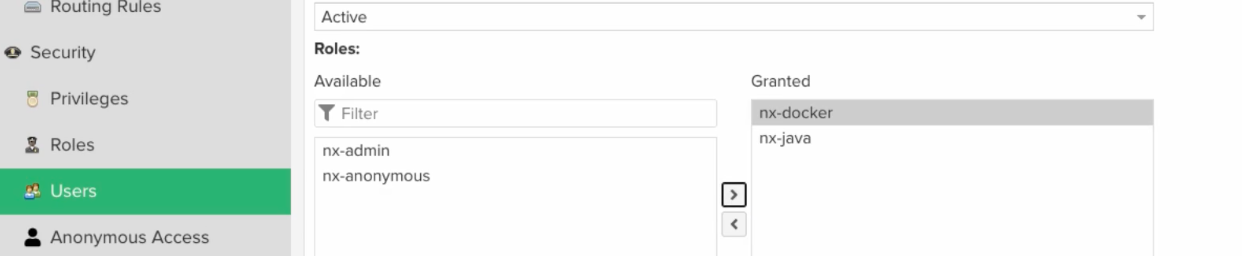 Routing Rules
Security
Privileges
Roles
Users
Anonymous Access
Active
Roles:
Available
Filter
nx-admin
nx-anonymous
Granted
nx-docker
nx-java